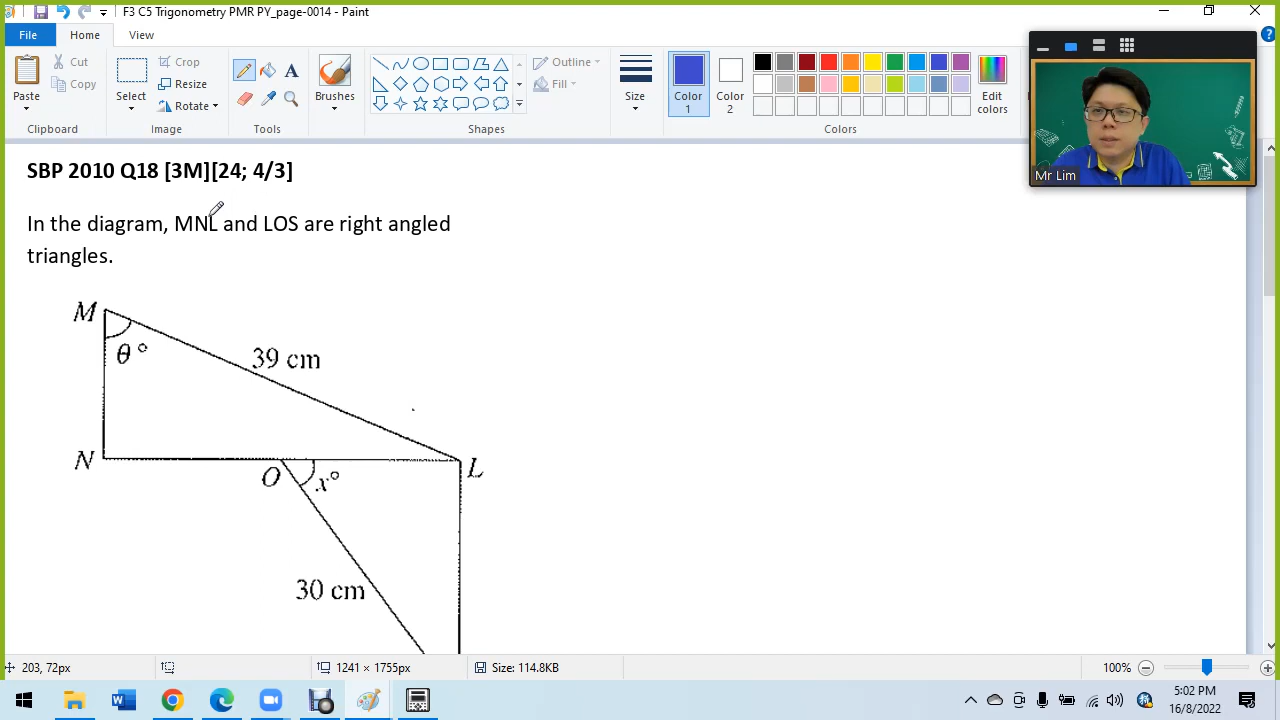 F3 C5 Trigonometry PMR PY_page-0014 - Paint
File
Home
View
Paste
Cut
Copy
Clipboard
Select
Crop
Resize
Rotate
Image
A
Tools
Brushes
Shapes
Outline
Fill
Size
Color
1
Color
2
Edit
colors
Colors
?
Mr Lim
SBP 2010 Q18 [3M][24; 4/3]
In the diagram, MNL and LOS are right angled
triangles.
M
θ°
39 cm
N
O
x°
L
30 cm
203, 72px
1241 × 1755px
Size: 114.8KB
100%
5:02 PM
16/8/2022